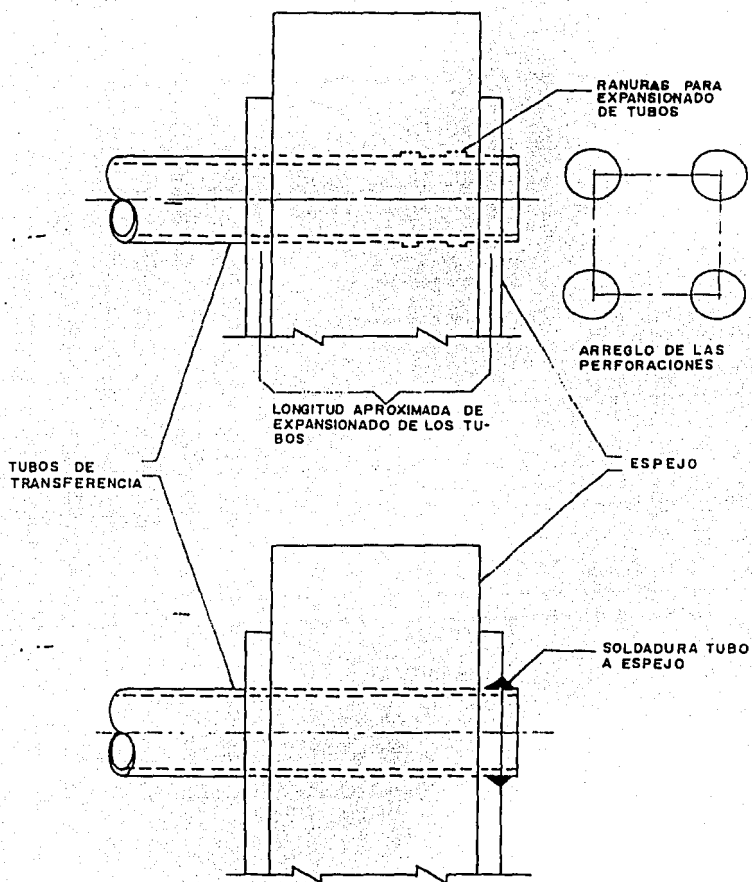 RANURAS PARA
EXPANSIONADO
DE TUBOS
ARREGLO DE LAS
PERFORACIONES
LONGITUD APROXIMADA DE
EXPANSIONADO DE LOS TU-
BOS
TUBOS DE
TRANSFERENCIA
ESPEJO
SOLDADURA TUBO
A ESPEJO